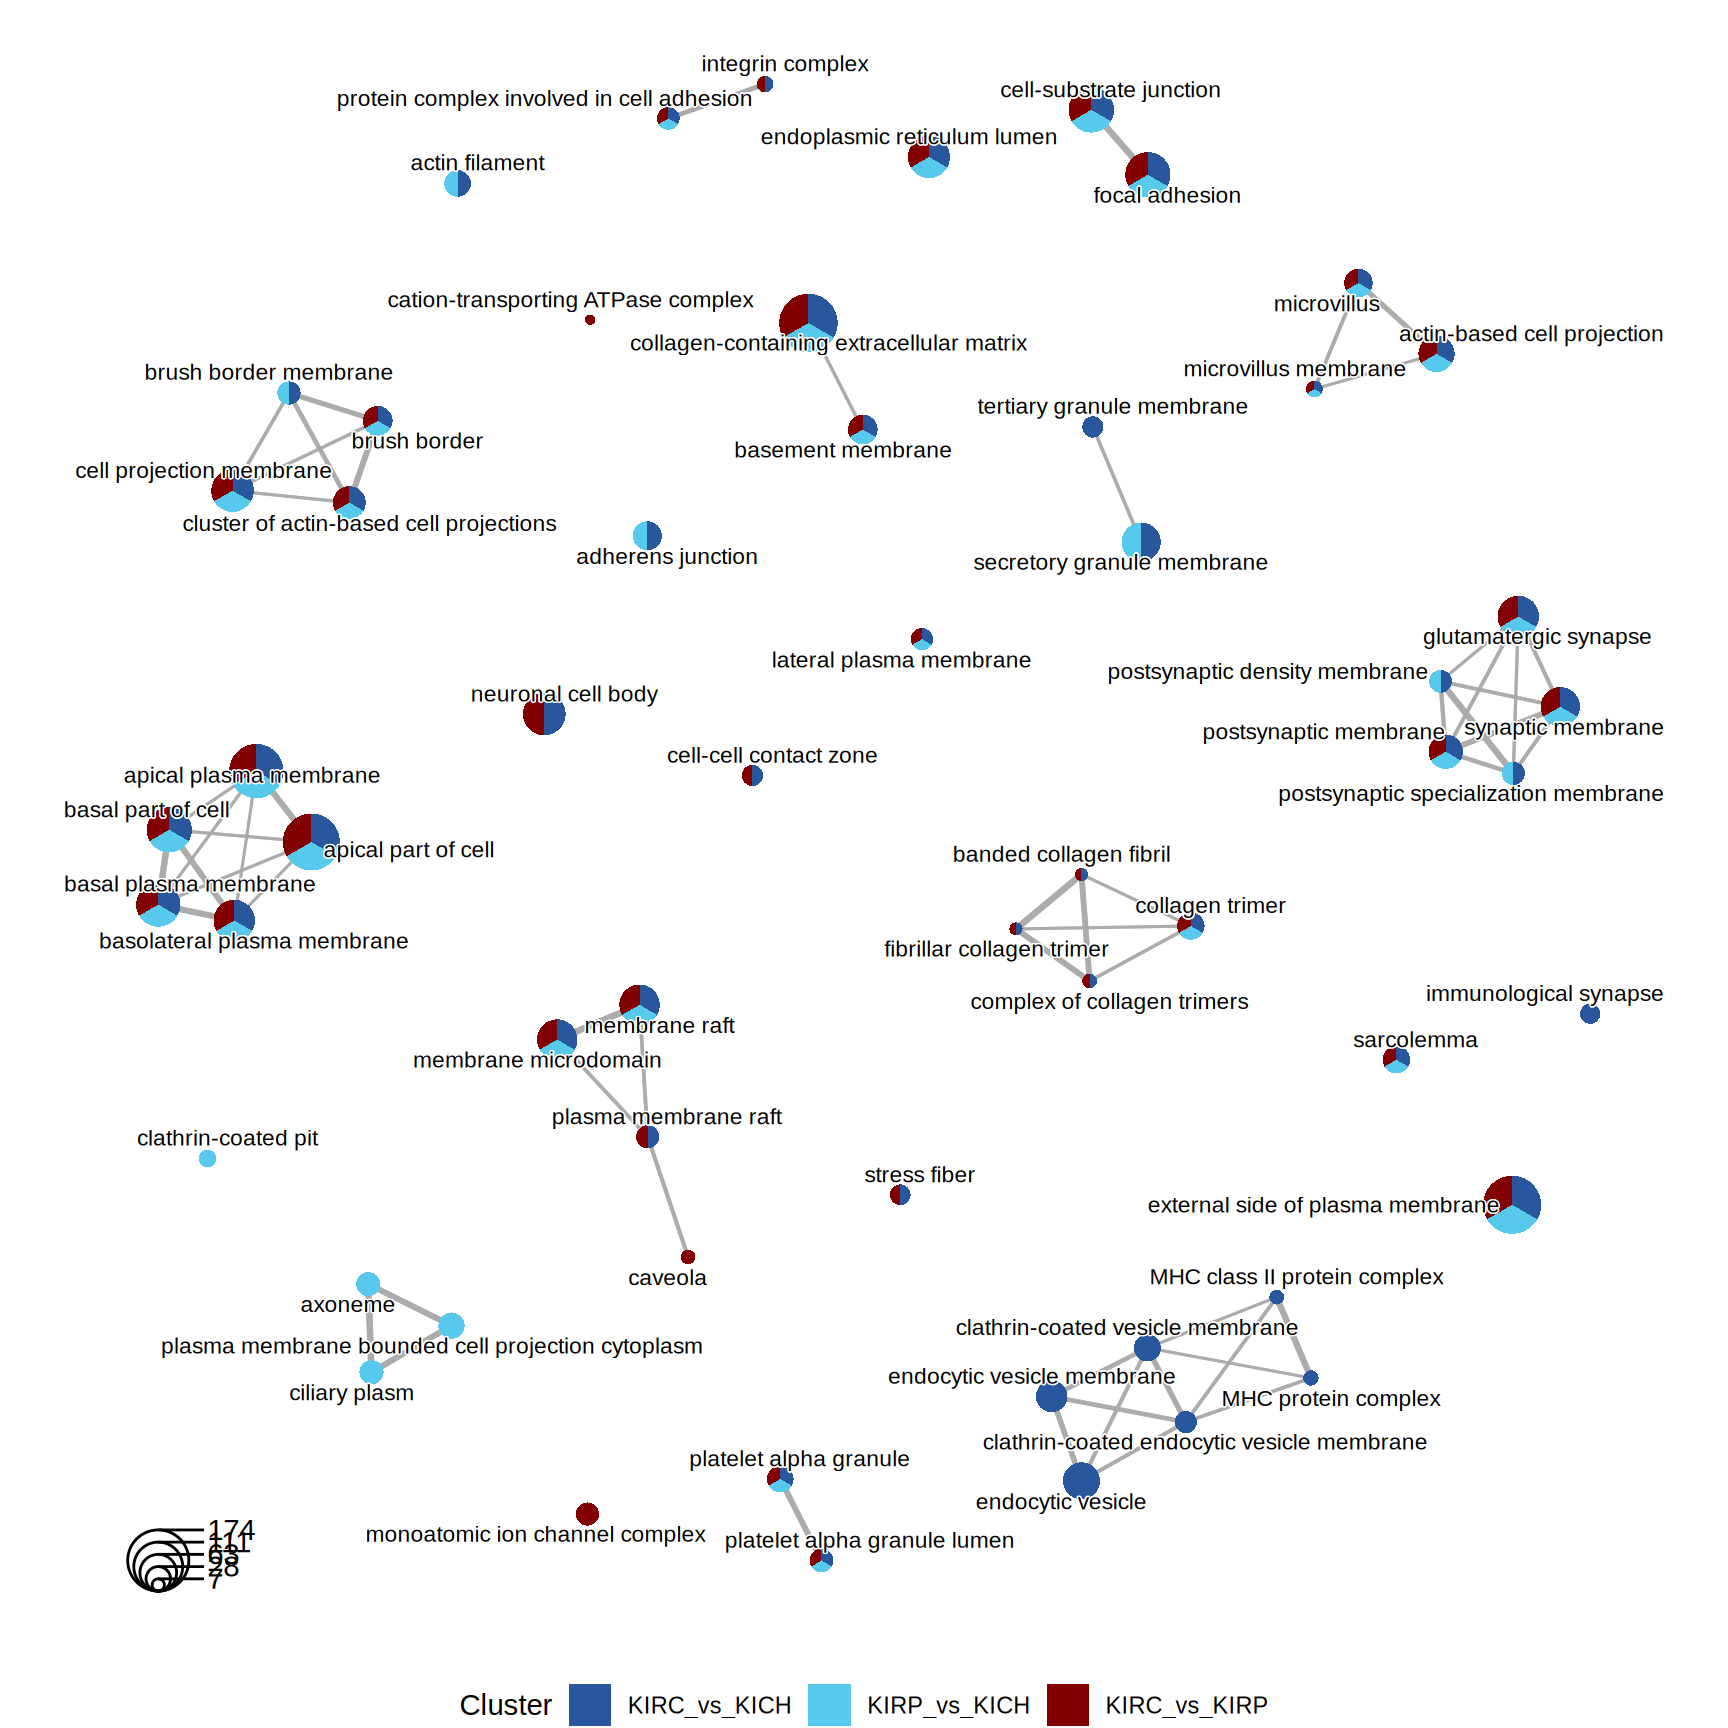 integrin complex
protein complex involved in cell adhesion
cell-substrate junction
endoplasmic reticulum lumen
actin filament
focal adhesion
cation-transporting ATPase complex
microvillus
collagen-containing extracellular matrix
actin-based cell projection
microvillus membrane
brush border membrane
tertiary granule membrane
brush border
basement membrane
cell projection membrane
cluster of actin-based cell projections
adherens junction
secretory granule membrane
glutamatergic synapse
lateral plasma membrane
postsynaptic density membrane
neuronal cell body
synaptic membrane
postsynaptic membrane
cell-cell contact zone
apical plasma membrane
postsynaptic specialization membrane
basal part of cell
apical part of cell
banded collagen fibril
basal plasma membrane
collagen trimer
basolateral plasma membrane
fibrillar collagen trimer
immunological synapse
complex of collagen trimers
membrane raft
sarcolemma
membrane microdomain
plasma membrane raft
clathrin-coated pit
stress fiber
external side of plasma membrane
caveola
MHC class II protein complex
axoneme
clathrin-coated vesicle membrane
plasma membrane bounded cell projection cytoplasm
endocytic vesicle membrane
ciliary plasm
MHC protein complex
clathrin-coated endocytic vesicle membrane
platelet alpha granule
endocytic vesicle
monoatomic ion channel complex
platelet alpha granule lumen
174
111
63
28
7
Cluster KIRC_vs_KICH KIRP_vs_KICH KIRC_vs_KIRP